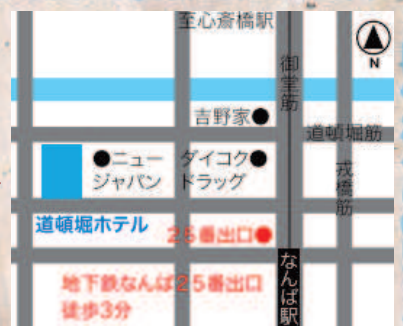 至心斎橋駅
N
御堂筋
吉野家●
道頓堀筋
●ニュー
ジャパン
ダイコク●
ドラッグ
戎橋筋
道頓堀ホテル
25番出口●
なんば駅
地下鉄なんば25番出口
徒歩3分